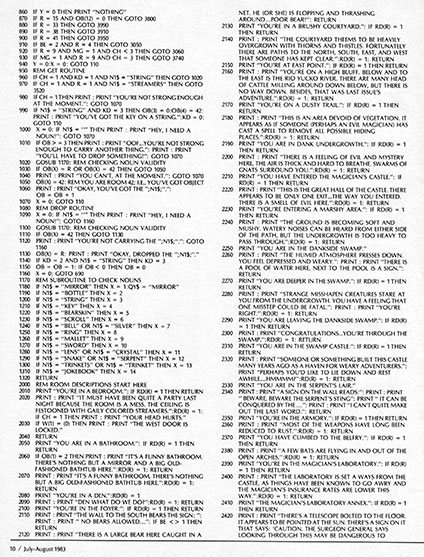 860 IF Y = 0 THEN PRINT "NOTHING"
870 IF R = 15 AND OB(12) = 0 THEN GOTO 3800
880 IF R = 33 THEN GOTO 3990
890 IF R = 38 THEN GOTO 3910
900 IF R = 48 THEN GOTO 3940
910 IF BE = 2 AND R = 4 THEN GOTO 3050
920 IF R = 9 AND MG = 1 AND CH < 3 THEN GOTO 3060
930 IF MG = 1 AND R = 9 AND CH = 3 THEN GOTO 3740
940 Y = 0:X = 0: GOTO 110
950 REM GET ROUTINE
960 IF CH = 1 AND KD = 1 AND N1$ = "STRING" THEN GOTO 1020
970 IF CH = 1 AND KD = 1 AND N1$ = "STREAMERS" THEN GOTO
3520
980 IF CH = 1 THEN PRINT : PRINT "YOU'RE NOT STRONG ENOUGH
AT THE MOMENT.": GOTO 1070
990 IF N1$ = "STRING" AND KD = 3 THEN OB(3) = 0:OB(4) = 42:
PRINT : PRINT "YOU'VE GOT THE KEY ON A STRING.":KD = 0:
GOTO 110
1000 X = 0: IF N1$ = "" THEN PRINT : PRINT "HEY, I NEED A
NOUN!": GOTO 1070
1010 IF OB > = 3 THEN PRINT : PRINT "OOF...YOU'RE NOT STRONG
ENOUGH TO CARRY ANOTHER THING": PRINT : PRINT
"YOU'LL HAVE TO DROP SOMETHING!": GOTO 1070
1020 GOSUB 1170: REM CHECKING NOUN VALIDITY
1030 IF OB(X) = R OR OB(X) = 42 THEN GOTO 1050
1040 PRINT : PRINT "YOU CAN'T, AT THE MOMENT.": GOTO 1070
1050 OB(X) = 42: REM YOU ARE ROOM 42; I.E., YOU'VE GOT OBJECT
1060 PRINT : PRINT "OKAY, YOU'VE GOT THE ";N1$;".":
OB = OB + 1
1070 X = 0: GOTO 110
1080 REM DROP ROUTINE
1090 X = 0: IF N1$ = "" THEN PRINT : PRINT "HEY, I NEED A
NOUN!": GOTO 1160
1100 GOSUB 1170: REM CHECKING NOUN VALIDITY
1110 IF OB(X) = 42 THEN GOTO 1130
1120 PRINT : PRINT "YOU'RE NOT CARRYING THE ";N1$;".": GOTO
1160
1130 OB(X) = R: PRINT : PRINT "OKAY, DROPPED THE ";N1$;"."
1140 IF KD = 2 AND N1$ = "STRING" THEN KD = 3
1150 OB = OB - 1: IF OB < 0 THEN OB = 0
1160 X = 0: GOTO 690
1170 REM SUBROUTINE TO CHECK NOUNS
1180 IF N1$ = "MIRROR" THEN X = 1:Q1$ = "MIRROR"
1190 IF N1$ = "BOTTLE" THEN X = 2
1200 IF N1$ = "STRING" THEN X = 3
1210 IF N1$ = "KEY" THEN X = 4
1220 IF N1$ = "BEARSKIN" THEN X = 5
1230 IF N1$ = "SCROLL" THEN X = 6
1240 IF N1$ = "BELL" OR N1$ = "SILVER" THEN X = 7
1250 IF N1$ = "RING" THEN X = 8
1260 IF N1$ = "MALLET" THEN X = 9
1270 IF N1$ = "SWORD" THEN X = 10
1280 IF N1$ = "LENS" OR N1$ = "CRYSTAL" THEN X = 11
1290 IF N1$ = "SNAKE" OR N1$ = "SERPENT" THEN X = 12
1300 IF N1$ = "TRINKETS" OR N1$ = "TRINKET" THEN X = 13
1310 IF N1$ = "JOKEBOOK" THEN X = 14
1320 RETURN
2000 REM ROOM DESCRIPTIONS START HERE
2010 PRINT "YOU'RE IN A BEDROOM.": IF RD(R) = 1 THEN RETURN
2020 PRINT : PRINT "IT MUST HAVE BEEN QUITE A PARTY LAST
NIGHT BECAUSE THE ROOM IS A MESS. THE CEILING IS
FESTOONED WITH GAILY COLORED STREAMERS.":RD(R) = 1:
IF CH = 1 THEN PRINT : PRINT "YOUR HEAD HURTS."
2030 IF W(1) = (0) THEN PRINT : PRINT "THE WEST DOOR IS
LOCKED."
2040 RETURN
2050 PRINT "YOU ARE IN A BATHROOM.": IF RD(R) = 1 THEN
RETURN
2060 IF OB(1) = 2 THEN PRINT : PRINT "IT'S A FUNNY BATHROOM.
THERE'S NOTHING BUT A MIRROR AND A BIG OLD-
FASHIONED BATHTUB HERE.":RD(R) = 1: RETURN
2070 PRINT : PRINT "IT'S A FUNNY BATHROOM, THERE'S NOTHING
BUT A BIG OLD-FASHIONED BATHTUB HERE.":RD(R) = 1:
RETURN
2080 PRINT "YOU'RE IN A DEN.":RD(R) = 1
2090 PRINT : PRINT "DEN WHAT DO WE DO?":RD(R) = 1: RETURN
2100 PRINT "YOU'RE IN THE FOYER.": IF RD(R) = 1 THEN RETURN
2110 PRINT : PRINT "THE WALL TO THE SOUTH BEARS THE SIGN: ":
PRINT : PRINT " NO BEARS ALLOWED...": IF BE < > 1 THEN
RETURN
2120 PRINT : PRINT "THERE IS A LARGE BEAR HERE CAUGHT IN A
NET. HE (OR SHE) IS FLOPPING AND THRASHING
AROUND...POOR BEAR!": RETURN
2130 PRINT "YOU'RE IN A BRUSHY COURTYARD.": IF RD(R) = 1
THEN RETURN
2140 PRINT : PRINT "THE COURTYARD THEEMS TO BE HEAVILY
OVERGROWN WITH THORNS AND THISTLES. FORTUNATELY
THERE ARE PATHS TO THE NORTH, SOUTH, EAST, AND WEST
THAT SOMEONE HAS KEPT CLEAR.":RD(R) = 1: RETURN
2150 PRINT "YOU'RE AT EAST POINT.": IF RD(R) = 1 THEN RETURN
2160 PRINT : PRINT "YOU'RE ON A HIGH BLUFF. BELOW AND TO
THE EAST IS THE RIO YUCKO RIVER. THERE ARE MANY HEAD
OF CATTLE MILLING AROUND DOWN BELOW, BUT THERE IS
NO WAY DOWN. BESIDES, THAT WAS LAST ISSUE'S
ADVENTURE.":RD(R) = 1: RETURN
2170 PRINT "YOU'RE ON A DUSTY TRAIL.": IF RD(R) = 1 THEN
RETURN
2180 PRINT : PRINT "THIS IS AN AREA DEVOID OF VEGETATION, IT
APPEARS AS IF SOMEONE (PERHAPS AN EVIL MAGICIAN) HAS
CAST A SPELL TO REMOVE ALL POSSIBLE HIDING
PLACES.":RD(R) = 1: RETURN
2190 PRINT "YOU ARE IN DANK UNDERGROWTH.": IF RD(R) = 1
THEN RETURN
2200 PRINT : PRINT "THERE IS A FEELING OF EVIL AND MYSTERY
HERE. THE AIR IS THICK AND HARD TO BREATHE. SWARMS OF
GNATS SURROUND YOU.":RD(R) = 1: RETURN
2210 PRINT "YOU HAVE ENTERED THE MAGICIAN'S CASTLE.": IF
RD(R) = 1 THEN RETURN
2220 PRINT : PRINT "THIS IS THE GREAT HALL OF THE CASTLE. THERE
APPEARS TO BE ONLY ONE EXIT...THE WAY YOU ENTERED.
THERE IS A SMELL OF EVIL HERE.":RD(R) = 1: RETURN
2230 PRINT "YOU'RE ENTERING A MARSHY AREA.": IF RD(R) = 1
THEN RETURN
2240 PRINT : PRINT "THE GROUND IS BECOMING SOFT AND
MUSHY. WATERY NOISES CAN BE HEARD FROM EITHER SIDE
OF THE PATH, BUT THE UNDERGROWTH IS TOO HEAVY TO
PASS THROUGH.":RD(R) = 1: RETURN
2250 PRINT "YOU ARE IN THE DANKSIDE SWAMP."
2260 PRINT : PRINT "THE HUMID ATMOSPHERE PRESSES DOWN.
YOU FEEL DEPRESSED AND WEARY.": PRINT : PRINT "THERE IS
A POOL OF WATER HERE. NEXT TO THE POOL IS A SIGN.":
RETURN
2270 PRINT "YOU ARE DEEPER IN THE SWAMP.": IF RD(R) = 1 THEN
RETURN
2280 PRINT : PRINT "STRANGE MISSHAPEN CREATURES STARE AT
YOU FROM THE UNDERGROWTH. YOU HAVE A FEELING THAT
ONE MISSTEP COULD BE FATAL.": PRINT : PRINT "YOU'RE
RIGHT.":RD(R) = 1: RETURN
2290 PRINT "YOU ARE LEAVING THE DANKSIDE SWAMP.": IF RD(R)
= 1 THEN RETURN
2300 PRINT : PRINT "CONGRATULATIONS...YOU'RE THROUGH THE
SWAMP.":RD(R) = 1: RETURN
2310 PRINT "YOU ARE IN THE SWAMP CASTLE.": IF RD(R) = 1 THEN
RETURN
2320 PRINT : PRINT "SOMEONE OR SOMETHING BUILT THIS CASTLE
MANY YEARS AGO AS A HAVEN FOR WEARY ADVENTURERS.":
PRINT "PERHAPS YOU'D LIKE TO LIE DOWN AND REST
AWHILE...HMMMMM":RD(R) = 1: RETURN
2330 PRINT "YOU ARE IN THE SERPENT'S LAIR."
2340 PRINT : PRINT "A SIGN ON THE WALL READS:": PRINT : PRINT
" BEWARE, BEWARE THE SERPENT'S STING": PRINT " IT CAN BE
CONQUERED BY THE ...": PRINT : PRINT "I CAN'T QUITE MAKE
OUT THE LAST WORD.": RETURN
2350 PRINT "YOU'RE IN THE ARMORY.": IF RD(R) = 1 THEN RETURN
2360 PRINT : PRINT "MOST OF THE WEAPONS HAVE LONG BEEN
REDUCED TO RUST.":RD(R) = 1: RETURN
2370 PRINT "YOU HAVE CLIMBED TO THE BELFRY.": IF RD(R) = 1
THEN RETURN
2380 PRINT : PRINT "A FEW BATS ARE FLYING IN AND OUT OF THE
OPEN ARCHES.":RD(R) = 1: RETURN
2390 PRINT "YOU'RE IN THE MAGICIAN'S LABORATORY.": IF RD(R) = 1
THEN RETURN
2400 PRINT : PRINT "THE LABORATORY IS SET A WAYS FROM THE
CASTLE, AS THINGS HAVE BEEN KNOWN TO GO AWRY AND
THE MAGICIAN'S INSURANCE RATES ARE LOWER THIS
WAY.":RD(R) = 1: RETURN
2410 PRINT "THE MAGICIAN'S LABORATORY ANNEX.": IF RD(R) = 1
THEN RETURN
2420 PRINT : PRINT "THERE'S A TELESCOPE BOLTED TO THE FLOOR.
IT APPEARS TO BE POINTED AT THE SUN. THERE'S A SIGN ON IT
THAT SAYS: 'CAUTION, THE SURGEON GENERAL SAYS
LOOKING THROUGH THIS MAY BE DANGEROUS TO
10 / July-August 1983